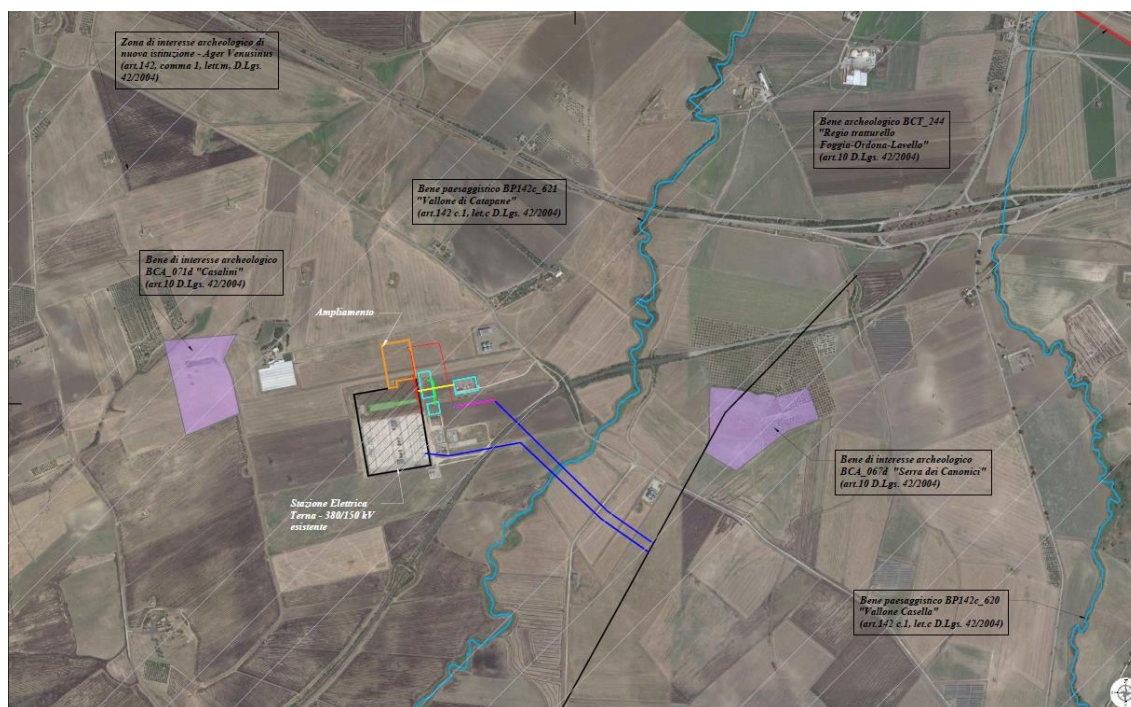 Zona di interesse archeologico di
nuova istituzione - Ager Venusinus
(art.142, comma 1, lett.m, D.Lgs.
42/2004)
Bene archeologico BCT_244
"Regio tratturello
Foggia-Ordona-Lavello"
(art.10 D.Lgs. 42/2004)
Bene paesaggistico BP142c_621
"Vallone di Catapane"
(art.142 c.1, let.c D.Lgs. 42/2004)
Bene di interesse archeologico
BCA_071d "Casalini"
(art.10 D.Lgs. 42/2004)
Ampliamento
Bene di interesse archeologico
BCA_067d "Serra dei Canonici"
(art.10 D.Lgs. 42/2004)
Stazione Elettrica
Terna - 380/150 kV
esistente
Bene paesaggistico BP142c_620
"Vallone Casella"
(art.142 c.1, let.c D.Lgs. 42/2004)